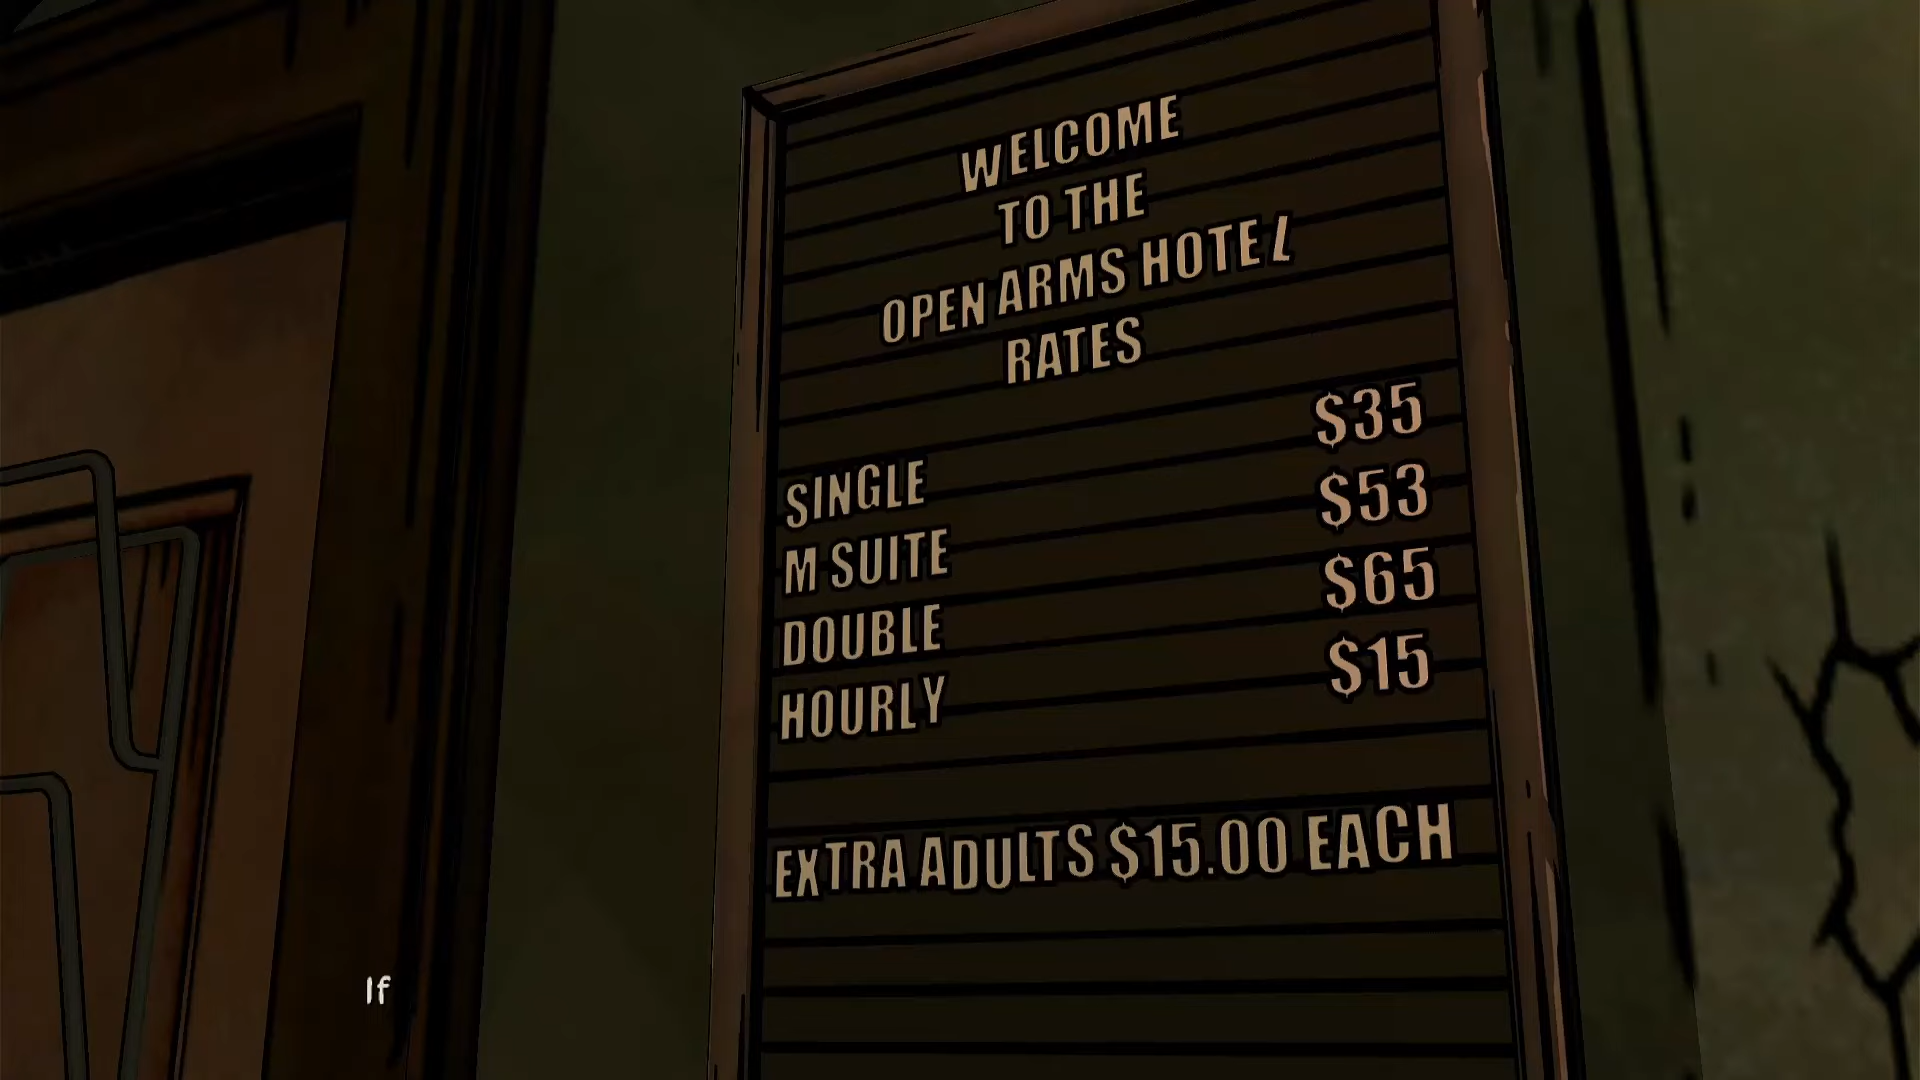 WELCOME
TO THE
OPEN ARMS HOTEL
RATES
SINGLE $35
M SUITE $53
DOUBLE $65
HOURLY $15
EXTRA ADULTS $15.00 EACH
If